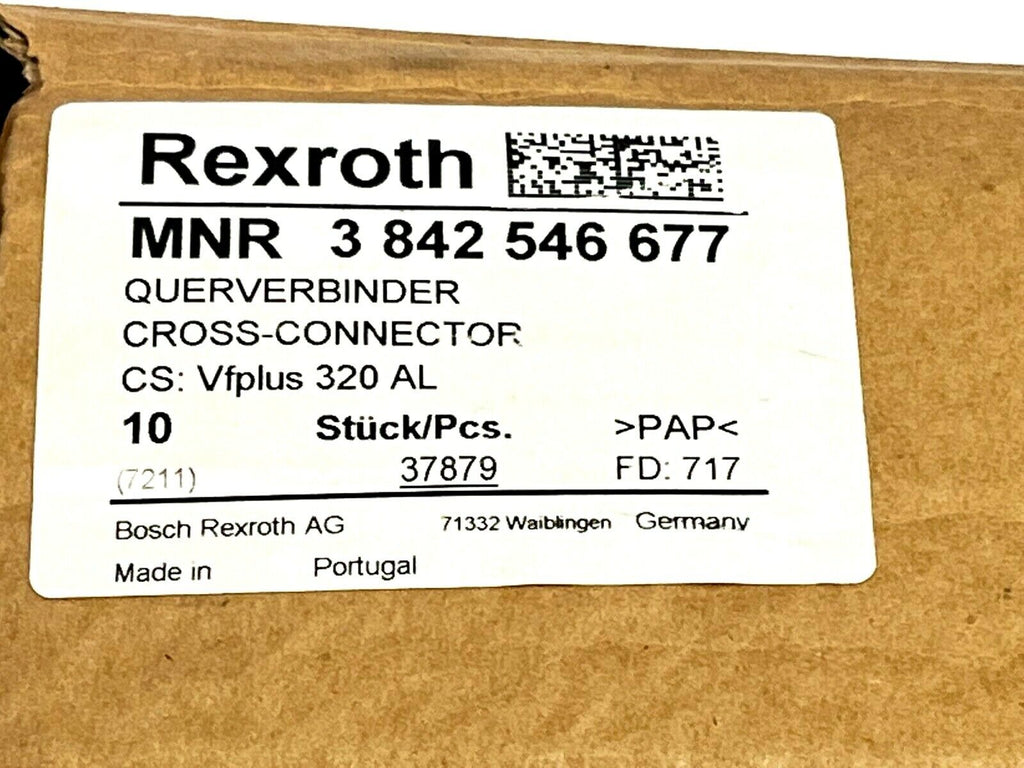 Rexroth
MNR 3 842 546 677
QUERVERBINDER
CROSS-CONNECTOR
CS: Vfplus 320 AL
10 Stück/Pcs. >PAP<
(7211) 37879 FD: 717
Bosch Rexroth AG 71332 Waiblingen Germany
Made in Portugal